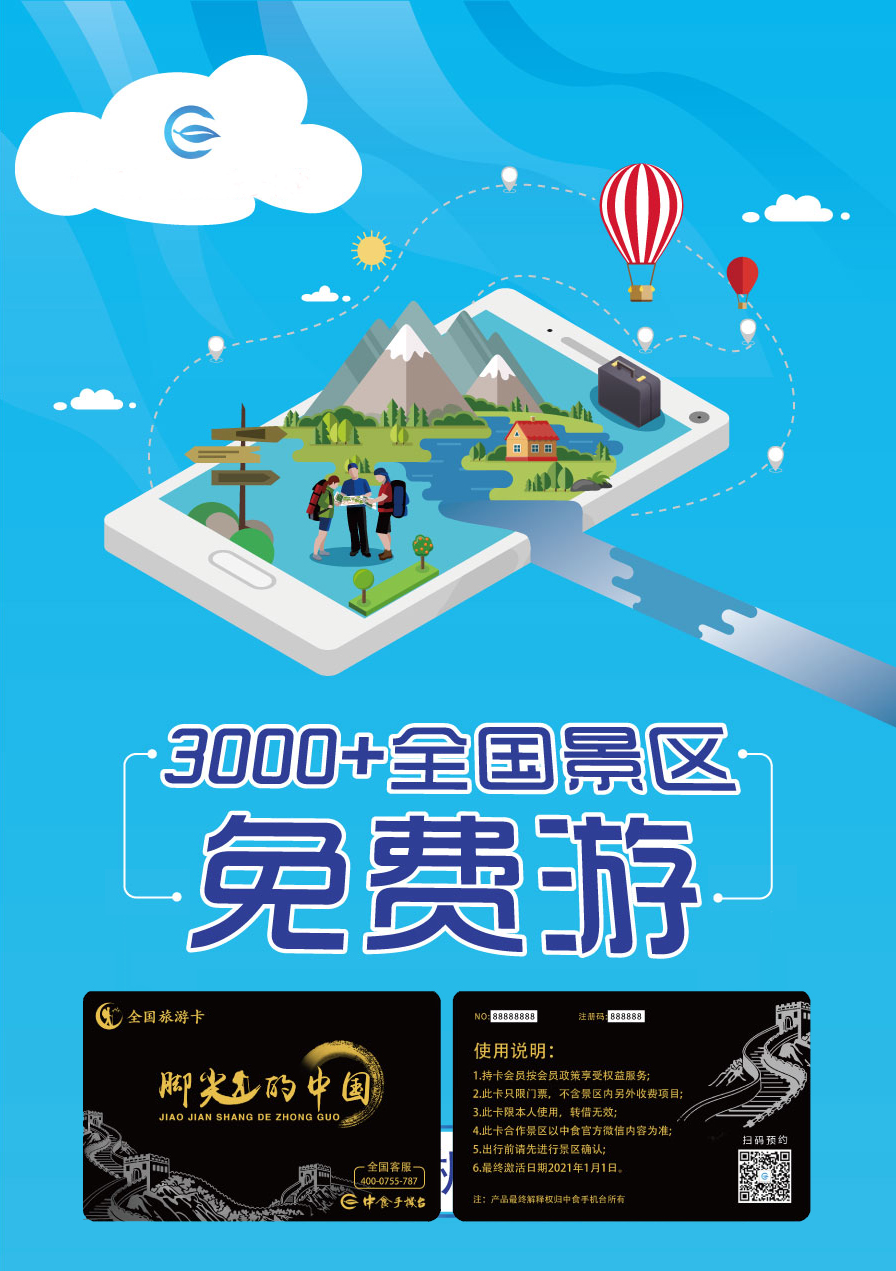 3000+全国景区
免费游
全国旅游卡
脚尖上的中国
JIAO JIAN SHANG DE ZHONG GUO
全国客服
400-0755-787
中食手机台
NO:88888888 注册码:888888
使用说明：
1.持卡会员按会员政策享受权益服务;
2.此卡只限门票，不含景区内另外收费项目;
3.此卡限本人使用，转借无效;
4.此卡合作景区以中食官方微信内容为准;
5.出行前请先进行景区确认;
6.最终激活日期2021年1月1日。
扫码预约
注：产品最终解释权归中食手机台所有